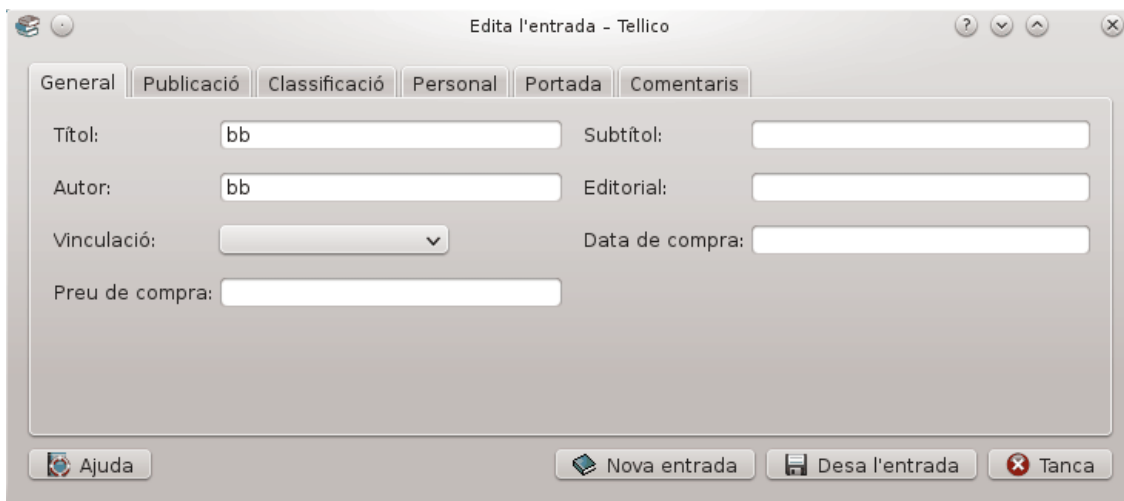 Edita l'entrada – Tellico
General Publicació Classificació Personal Portada Comentaris
Títol: bb Subtítol:
Autor: bb Editorial:
Vinculació: Data de compra:
Preu de compra:
Ajuda Nova entrada Desa l'entrada Tanca